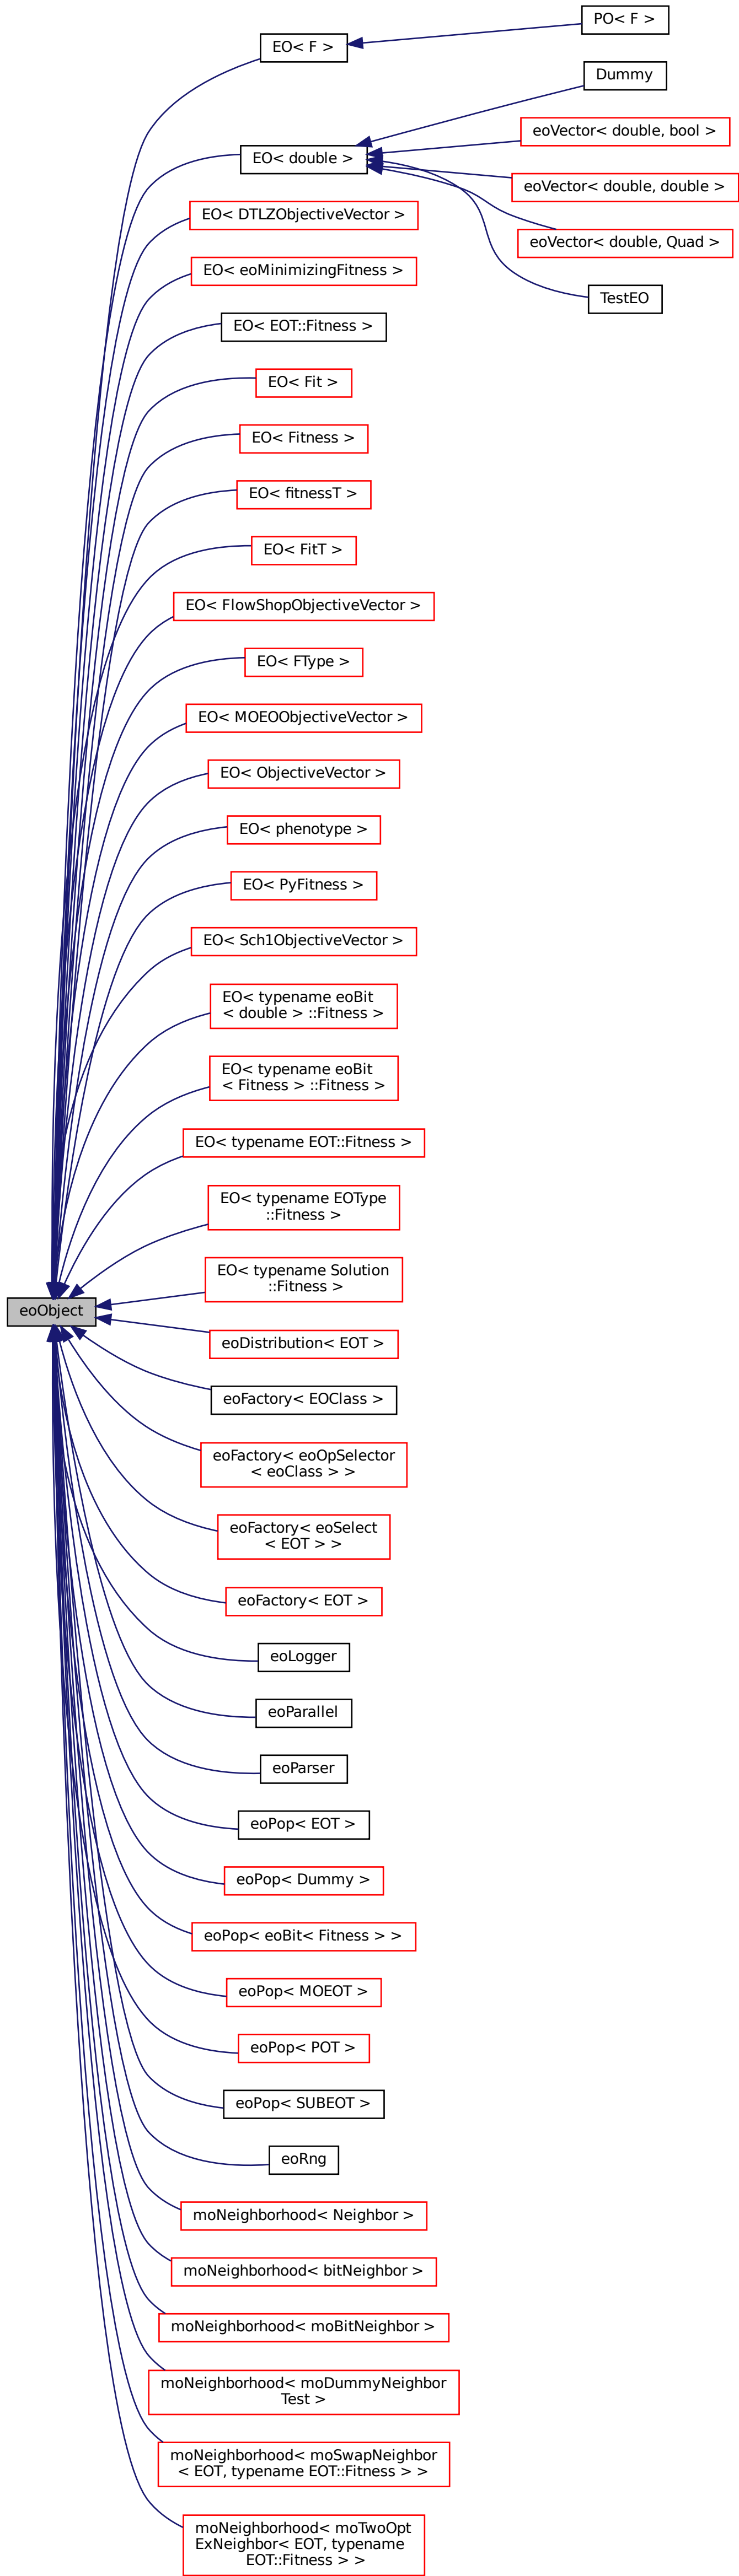 PO< F >
EO< F >
Dummy
eoVector< double, bool >
EO< double >
eoVector< double, double >
EO< DTLZObjectiveVector >
eoVector< double, Quad >
EO< eoMinimizingFitness >
TestEO
EO< EOT::Fitness >
EO< Fit >
EO< Fitness >
EO< fitnessT >
EO< FitT >
EO< FlowShopObjectiveVector >
EO< FType >
EO< MOEOObjectiveVector >
EO< ObjectiveVector >
EO< phenotype >
EO< PyFitness >
EO< Sch1ObjectiveVector >
EO< typename eoBit
< double > ::Fitness >
EO< typename eoBit
< Fitness > ::Fitness >
EO< typename EOT::Fitness >
EO< typename EOType
::Fitness >
EO< typename Solution
::Fitness >
eoObject
eoDistribution< EOT >
eoFactory< EOClass >
eoFactory< eoOpSelector
< eoClass > >
eoFactory< eoSelect
< EOT > >
eoFactory< EOT >
eoLogger
eoParallel
eoParser
eoPop< EOT >
eoPop< Dummy >
eoPop< eoBit< Fitness > >
eoPop< MOEOT >
eoPop< POT >
eoPop< SUBEOT >
eoRng
moNeighborhood< Neighbor >
moNeighborhood< bitNeighbor >
moNeighborhood< moBitNeighbor >
moNeighborhood< moDummyNeighbor
Test >
moNeighborhood< moSwapNeighbor
< EOT, typename EOT::Fitness > >
moNeighborhood< moTwoOpt
ExNeighbor< EOT, typename
EOT::Fitness > >